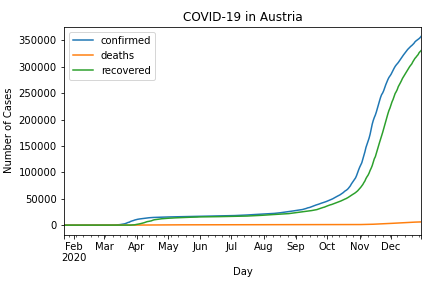 COVID-19 in Austria
confirmed
deaths
recovered
350000
300000
250000
200000
150000
100000
50000
0
Number of Cases
Feb Mar Apr May Jun Jul Aug Sep Oct Nov Dec
2020
Day